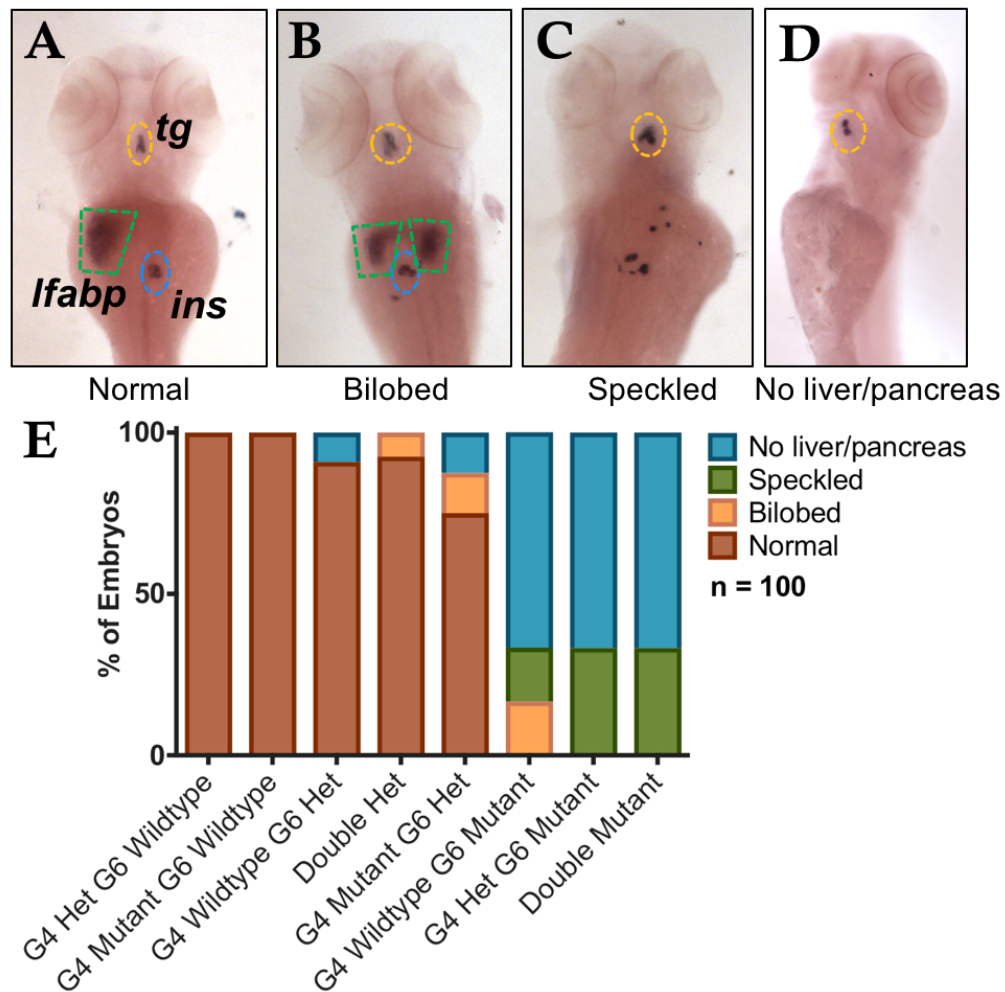 A
B
C
D
tg
lfabp
ins
Normal
Bilobed
Speckled
No liver/pancreas
E
% of Embryos
100
50
0
No liver/pancreas
Speckled
Bilobed
Normal
n = 100
G4 Het G6 Wildtype
G4 Mutant G6 Wildtype
G4 Wildtype G6 Het
Double Het
G4 Mutant G6 Het
G4 Wildtype G6 Mutant
G4 Het G6 Mutant
Double Mutant